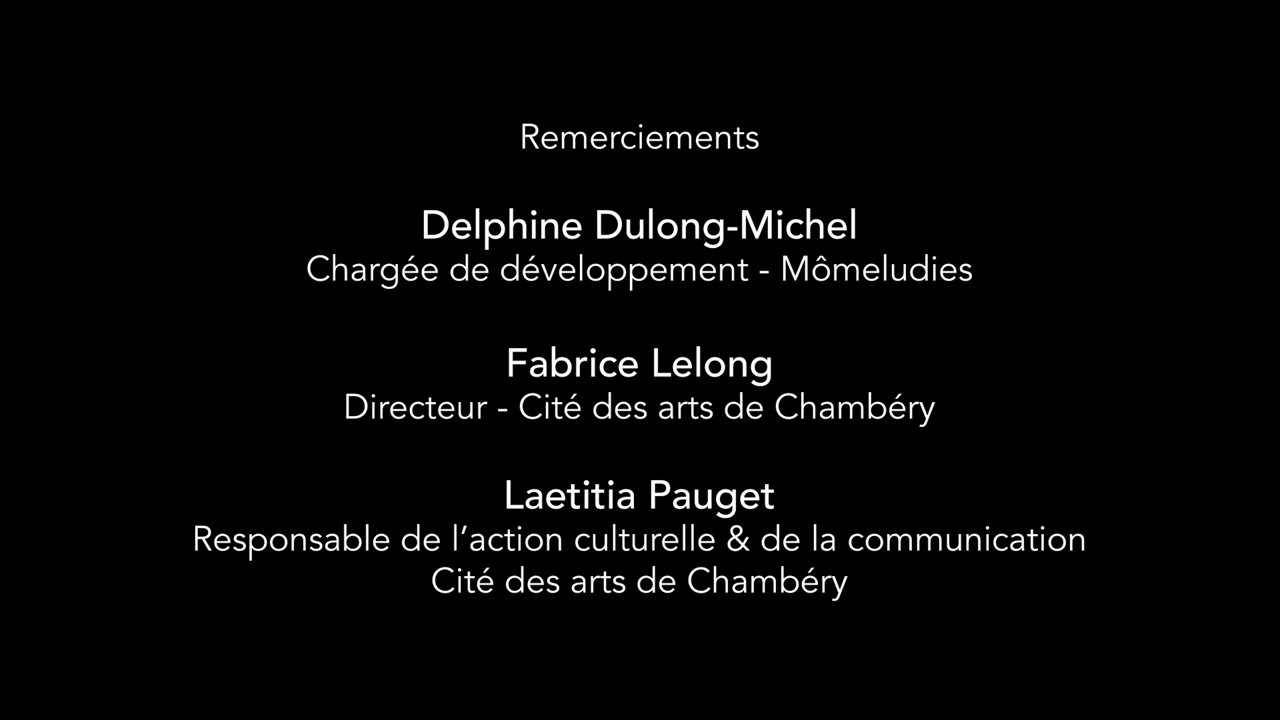 Remerciements
Delphine Dulong-Michel
Chargée de développement - Mômeludies
Fabrice Lelong
Directeur - Cité des arts de Chambéry
Laetitia Pauget
Responsable de l’action culturelle & de la communication
Cité des arts de Chambéry